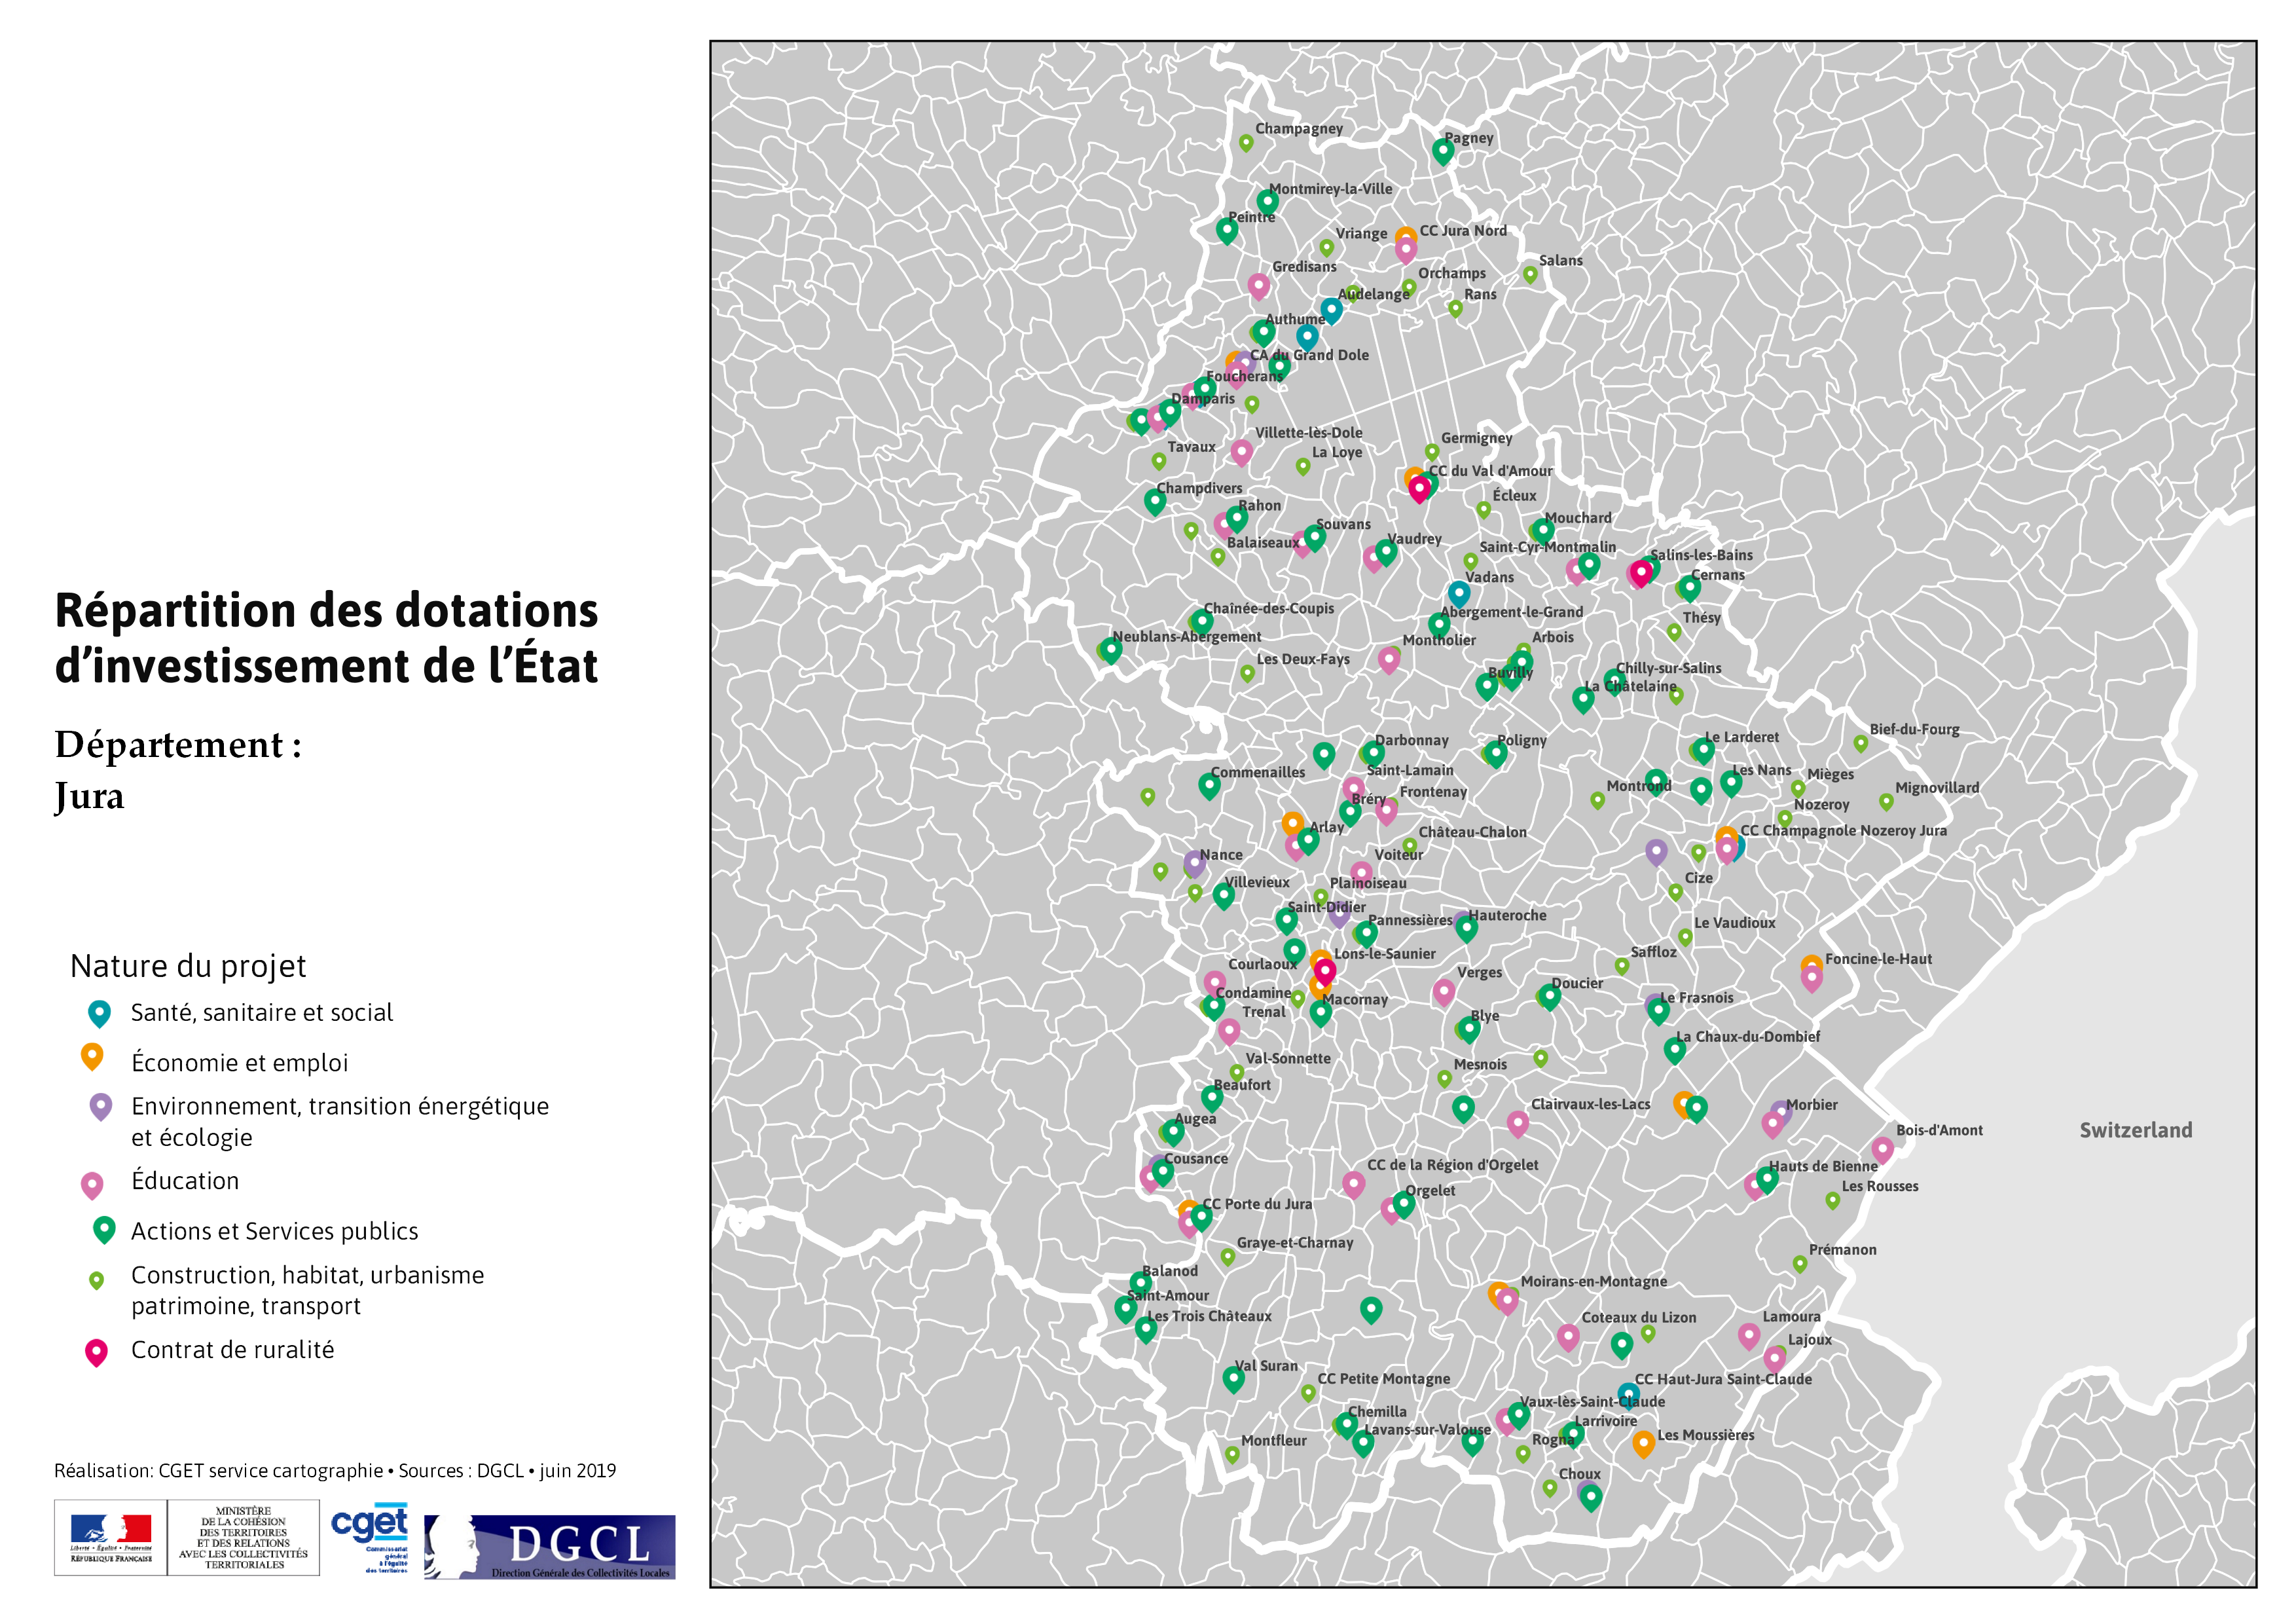 Répartition des dotations
d'investissement de l'État
Département :
Jura
Nature du projet
Santé, sanitaire et social
Économie et emploi
Environnement, transition énergétique
et écologie
Éducation
Actions et Services publics
Construction, habitat, urbanisme
patrimoine, transport
Contrat de ruralité
Réalisation: CGET service cartographie • Sources : DGCL • juin 2019
Liberté • Égalité • Fraternité
RÉPUBLIQUE FRANÇAISE
MINISTÈRE
DE LA COHÉSION
DES TERRITOIRES
ET DES RELATIONS
AVEC LES COLLECTIVITÉS
TERRITORIALES
cget
Commissariat
général
à l'égalité
des territoires
DGCL
Direction Générale des Collectivités Locales
Champagney
Pagney
Montmirey-la-Ville
Peintre
Vriange
CC Jura Nord
Gredisans
Orchamps
Salans
Audelange
Rans
Authume
CA du Grand Dole
Foucherans
Damparis
Villette-lès-Dole
Germigney
Tavaux
La Loye
CC du Val d'Amour
Champdivers
Écleux
Rahon
Mouchard
Souvans
Balaiseaux
Vaudrey
Saint-Cyr-Montmalin
Salins-les-Bains
Vadans
Cernans
Chaînée-des-Coupis
Abergement-le-Grand
Thésy
Neublans-Abergement
Montholier
Arbois
Les Deux-Fays
Buvilly
Chilly-sur-Salins
La Châtelaine
Bief-du-Fourg
Darbonnay
Poligny
Le Larderet
Commenailles
Saint-Lamain
Les Nans
Mièges
Montrond
Mignovillard
Bréry
Frontenay
Nozeroy
Arlay
Château-Chalon
CC Champagnole Nozeroy Jura
Nance
Voiteur
Villevieux
Plainoiseau
Cize
Saint-Didier
Pannessières
Hauteroche
Le Vaudioux
Lons-le-Saunier
Saffloz
Foncine-le-Haut
Courlaoux
Verges
Condamine
Macornay
Doucier
Le Frasnois
Trenal
Blye
La Chaux-du-Dombief
Val-Sonnette
Mesnois
Beaufort
Clairvaux-les-Lacs
Morbier
Augea
Bois-d'Amont
Switzerland
Cousance
CC de la Région d'Orgelet
Hauts de Bienne
Orgelet
Les Rousses
CC Porte du Jura
Graye-et-Charnay
Prémanon
Balanod
Moirans-en-Montagne
Saint-Amour
Les Trois Châteaux
Coteaux du Lizon
Lamoura
Lajoux
Val Suran
CC Petite Montagne
CC Haut-Jura Saint-Claude
Chemilla
Vaux-lès-Saint-Claude
Lavans-sur-Valouse
Larrivoire
Montfleur
Rogna
Les Moussières
Choux